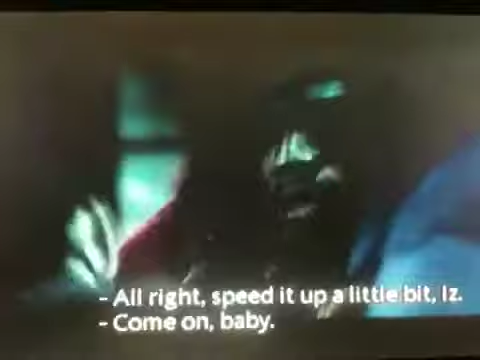 - All right, speed it up a little bit, Iz.
- Come on, baby.